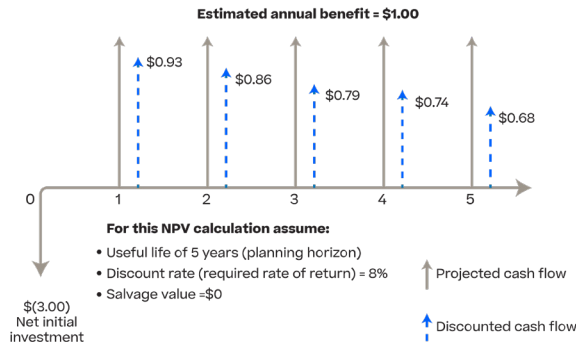 Estimated annual benefit = $1.00
$0.93
$0.86
$0.79
$0.74
$0.68
0
1
2
3
4
5
For this NPV calculation assume:
• Useful life of 5 years (planning horizon)
• Discount rate (required rate of return) = 8%
• Salvage value =$0
$(3.00)
Net initial
investment
Projected cash flow
Discounted cash flow